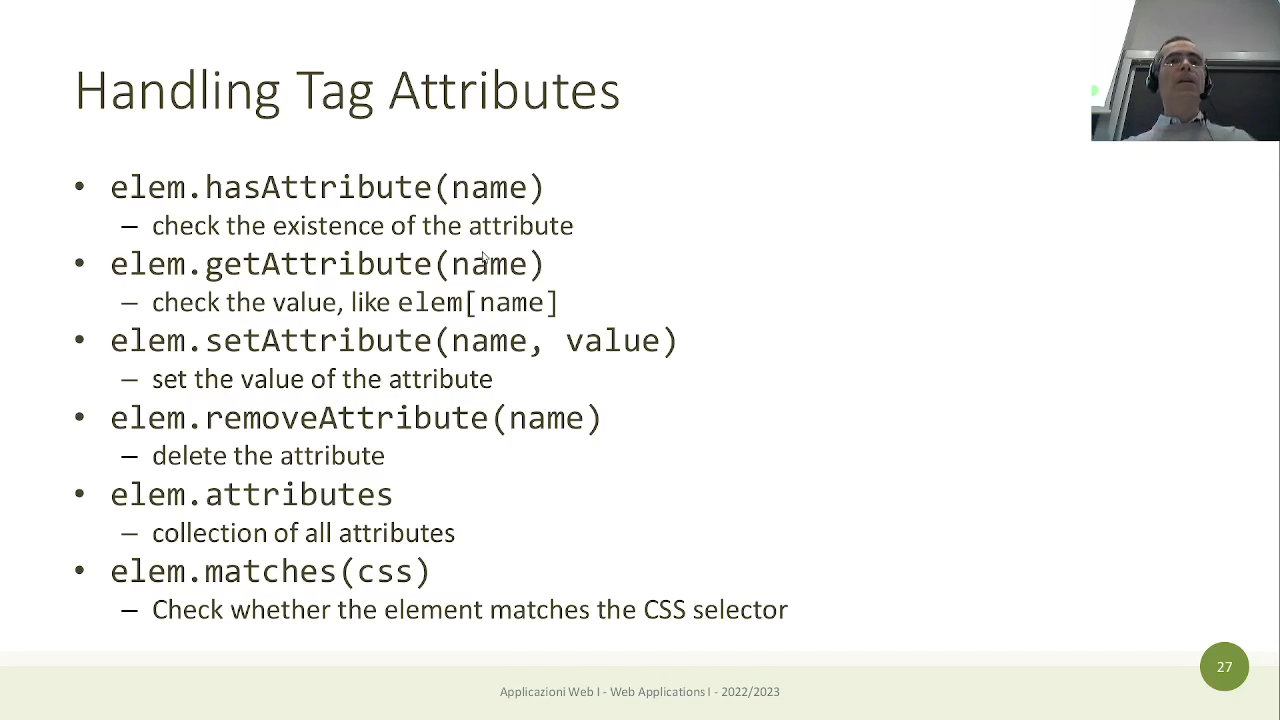 Handling Tag Attributes
• elem.hasAttribute(name)
– check the existence of the attribute
• elem.getAttribute(name)
– check the value, like elem[name]
• elem.setAttribute(name, value)
– set the value of the attribute
• elem.removeAttribute(name)
– delete the attribute
• elem.attributes
– collection of all attributes
• elem.matches(css)
– Check whether the element matches the CSS selector
27
Applicazioni Web I - Web Applications I - 2022/2023